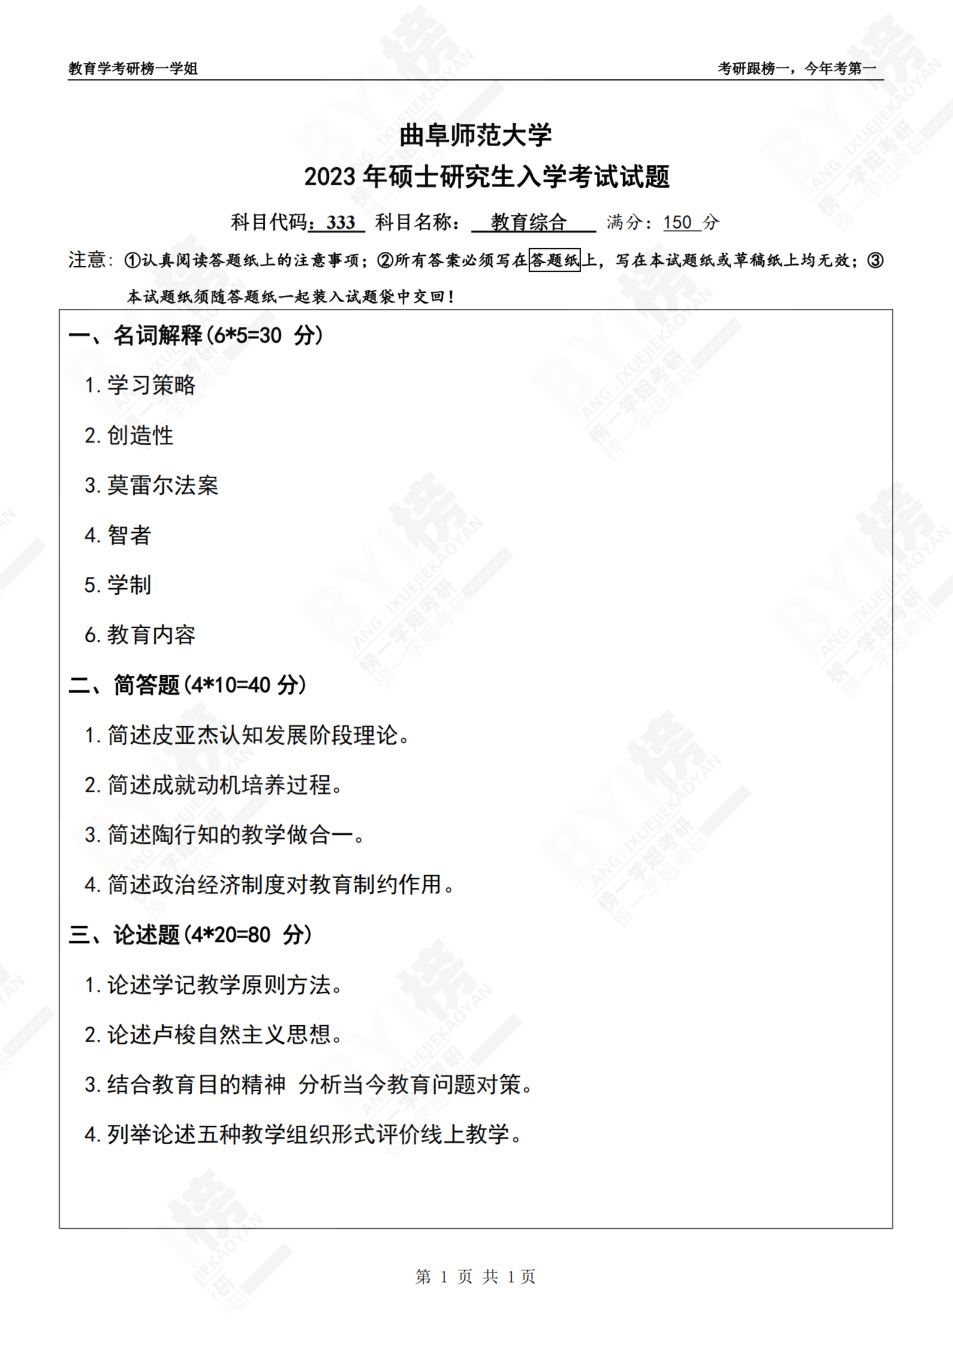 教育学考研榜一学姐 考研跟榜一，今年考第一
曲阜师范大学
2023 年硕士研究生入学考试试题
科目代码：333 科目名称： 教育综合 满分：150 分
注意：①认真阅读答题纸上的注意事项；②所有答案必须写在答题纸上，写在本试题纸或草稿纸上均无效；③
本试题纸须随答题纸一起装入试题袋中交回！
一、名词解释(6*5=30 分)
1.学习策略
2.创造性
3.莫雷尔法案
4.智者
5.学制
6.教育内容
二、简答题(4*10=40 分)
1.简述皮亚杰认知发展阶段理论。
2.简述成就动机培养过程。
3.简述陶行知的教学做合一。
4.简述政治经济制度对教育制约作用。
三、论述题(4*20=80 分)
1.论述学记教学原则方法。
2.论述卢梭自然主义思想。
3.结合教育目的精神 分析当今教育问题对策。
4.列举论述五种教学组织形式评价线上教学。
第 1 页 共 1 页